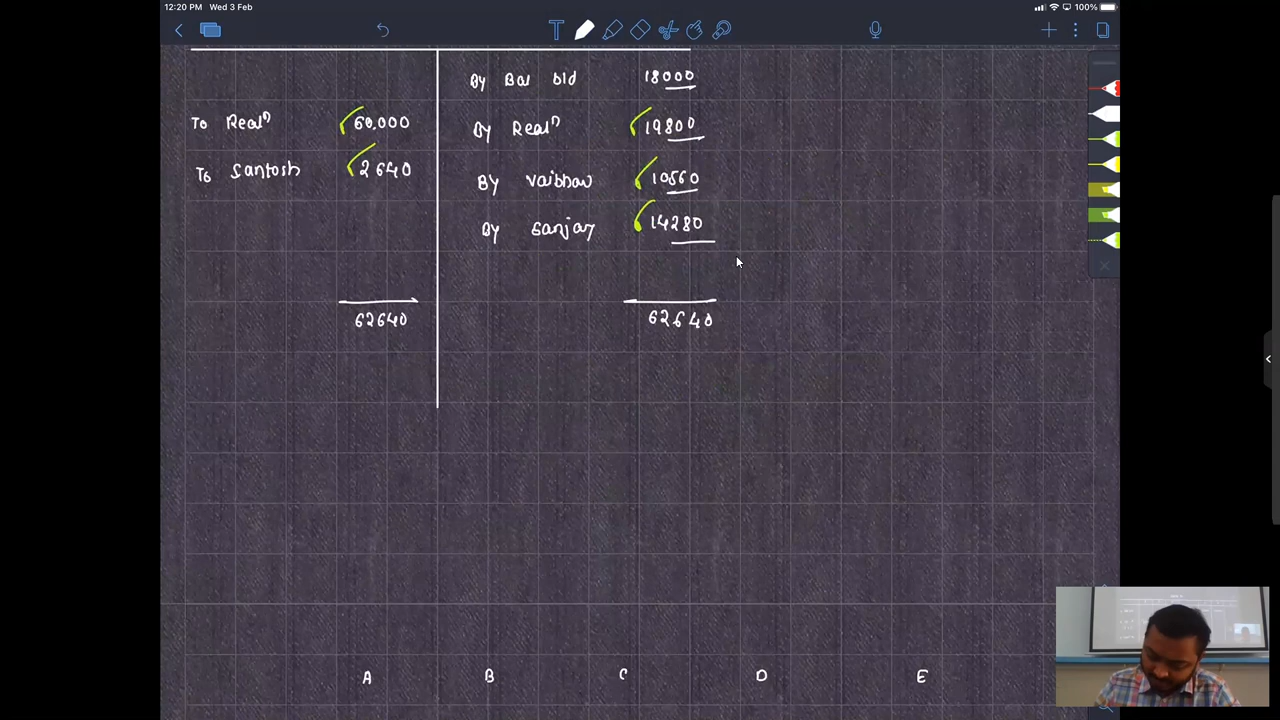 12:20 PM Wed 3 Feb
100%
By Bal b/d 18000
To Realⁿ 60,000
By Realⁿ 19800
To Santosh 2640
By Vaibhav 10560
By Sanjay 14280
62640
62640
A B C D E